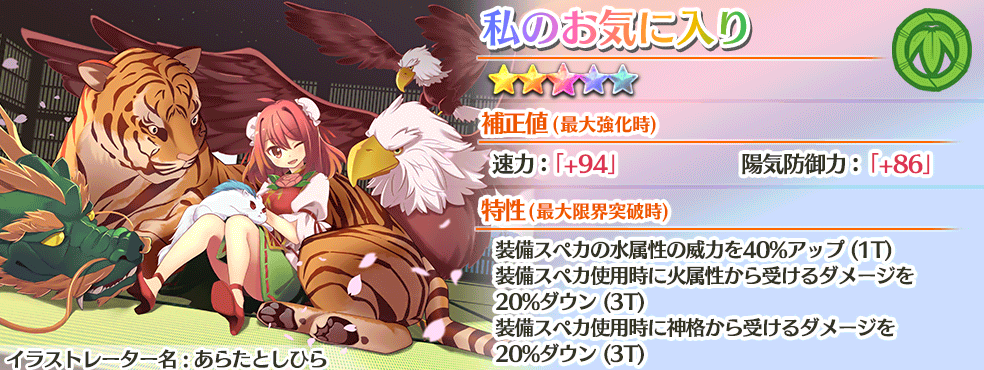 私のお気に入り
補正値 (最大強化時)
速力：「+94」 陽気防御力：「+86」
特性 (最大限界突破時)
装備スペカの水属性の威力を40%アップ (1T)
装備スペカ使用時に火属性から受けるダメージを
20%ダウン (3T)
装備スペカ使用時に神格から受けるダメージを
20%ダウン (3T)
イラストレーター名 : あらたとしひら